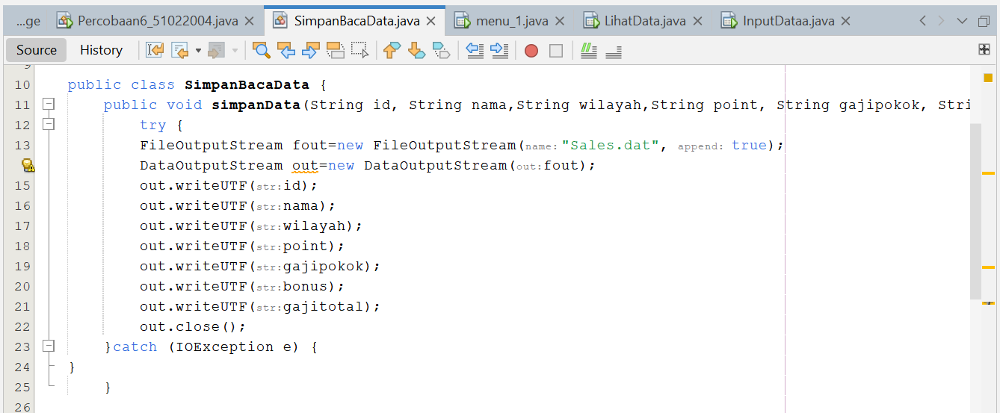 ...ge Percobaan6_51022004.java SimpanBacaData.java menu_1.java LihatData.java InputDataa.java
Source History
9
10 public class SimpanBacaData {
11 public void simpanData(String id, String nama,String wilayah,String point, String gajipokok, Stri
12 try {
13 FileOutputStream fout=new FileOutputStream(name:"Sales.dat", append: true);
DataOutputStream out=new DataOutputStream(out:fout);
15 out.writeUTF(str:id);
16 out.writeUTF(str:nama);
17 out.writeUTF(str:wilayah);
18 out.writeUTF(str:point);
19 out.writeUTF(str:gajipokok);
20 out.writeUTF(str:bonus);
21 out.writeUTF(str:gajitotal);
22 out.close();
23 }catch (IOException e) {
24 }
25 }
26